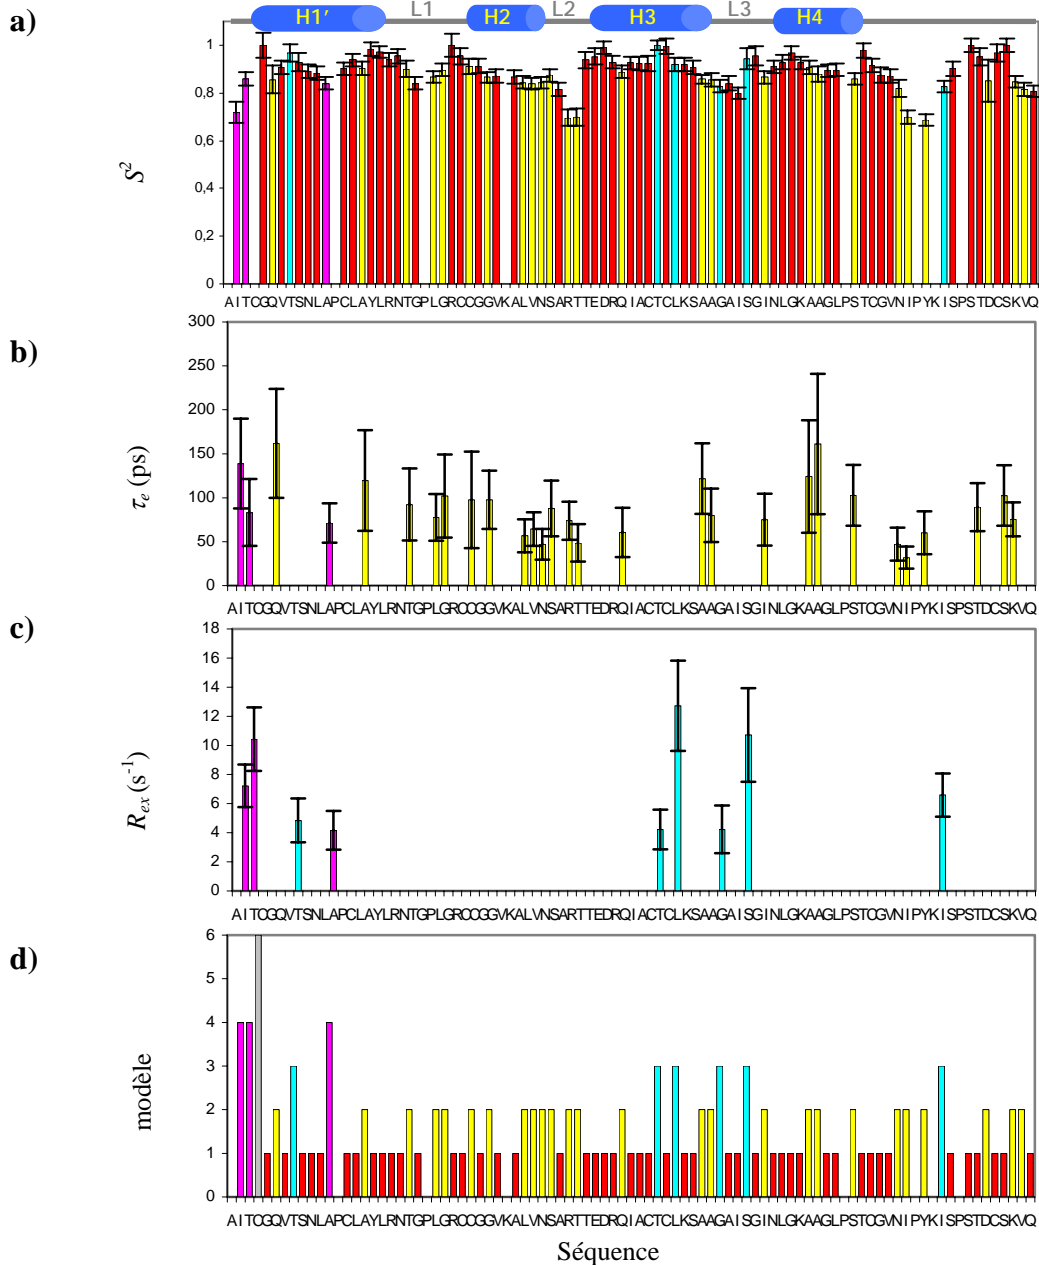 a)
H1' L1 H2 L2 H3 L3 H4
1
0,8
0,6
0,4
0,2
0
S²
AITCGQVTSNLAPCLAYLRNTGPLGRCCGGVKALVNSARTTEDRQIACTCLKSAAGAISGINLGKAAGLPSTCGVNIPYKISPSTDCSKVQ
b)
300
250
200
150
100
50
0
τe (ps)
AITCGQVTSNLAPCLAYLRNTGPLGRCCGGVKALVNSARTTEDRQIACTCLKSAAGAISGINLGKAAGLPSTCGVNIPYKISPSTDCSKVQ
c)
18
16
14
12
10
8
6
4
2
0
Rex (s⁻¹)
AITCGQVTSNLAPCLAYLRNTGPLGRCCGGVKALVNSARTTEDRQIACTCLKSAAGAISGINLGKAAGLPSTCGVNIPYKISPSTDCSKVQ
d)
6
5
4
3
2
1
0
modèle
AITCGQVTSNLAPCLAYLRNTGPLGRCCGGVKALVNSARTTEDRQIACTCLKSAAGAISGINLGKAAGLPSTCGVNIPYKISPSTDCSKVQ
Séquence